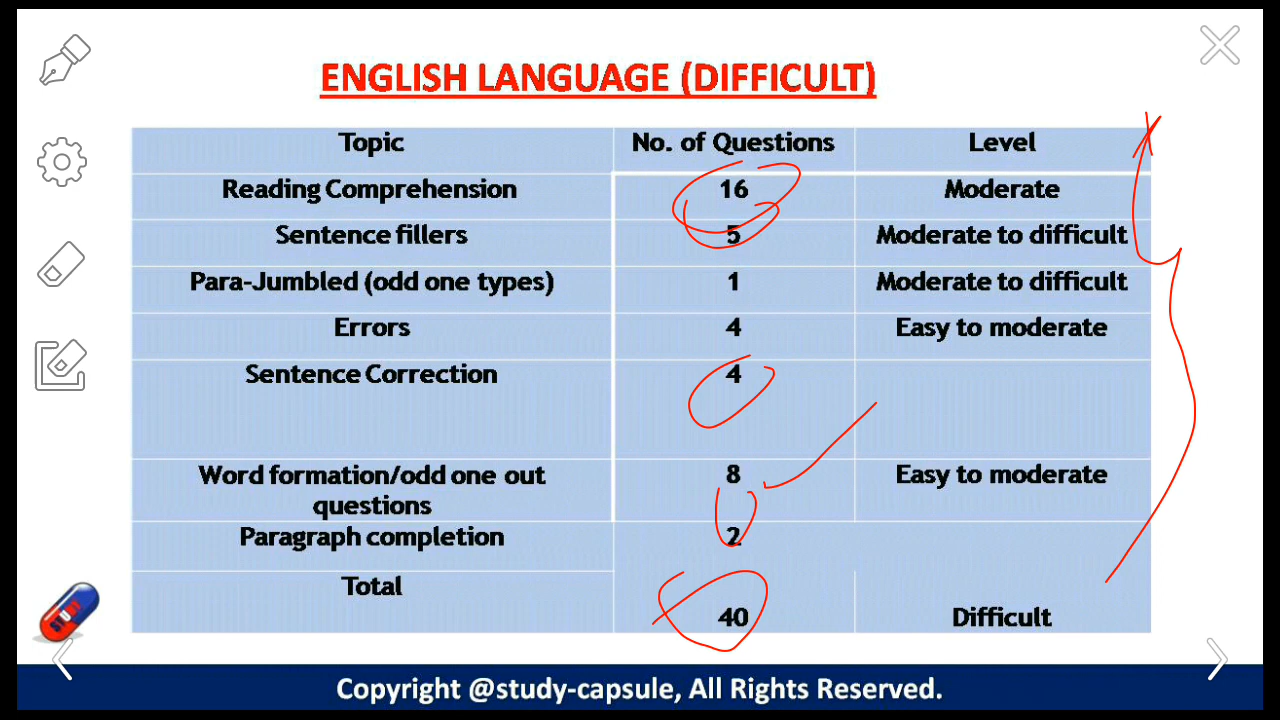 ENGLISH LANGUAGE (DIFFICULT)
Topic No. of Questions Level
Reading Comprehension 16 Moderate
Sentence fillers 5 Moderate to difficult
Para-Jumbled (odd one types) 1 Moderate to difficult
Errors 4 Easy to moderate
Sentence Correction 4
Word formation/odd one out 8 Easy to moderate
questions
Paragraph completion 2
Total
40 Difficult
STUDY
Copyright @study-capsule, All Rights Reserved.